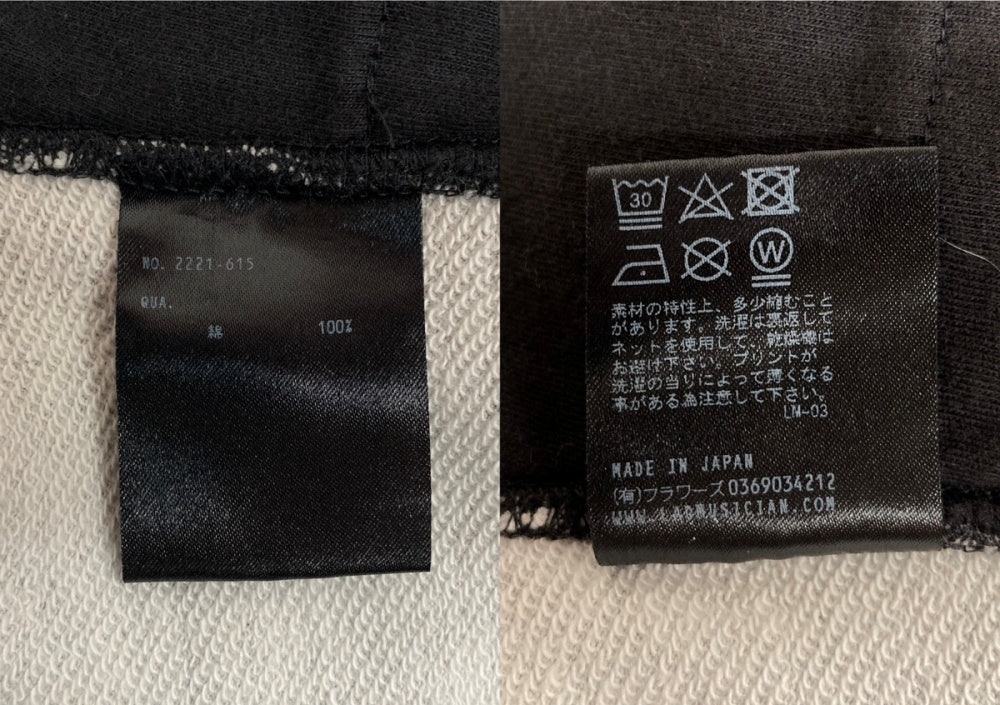 NO. 2221-615
QUA.
綿 100%
30
W
素材の特性上、多少縮むこと
があります。洗濯は裏返して
ネットを使用して、乾燥機は
お避け下さい。プリントが
洗濯の当りによって薄くなる
事がある為注意して下さい。
LM-03
MADE IN JAPAN
(有)フラワーズ0369034212
WWW.LADMUSICIAN.COM